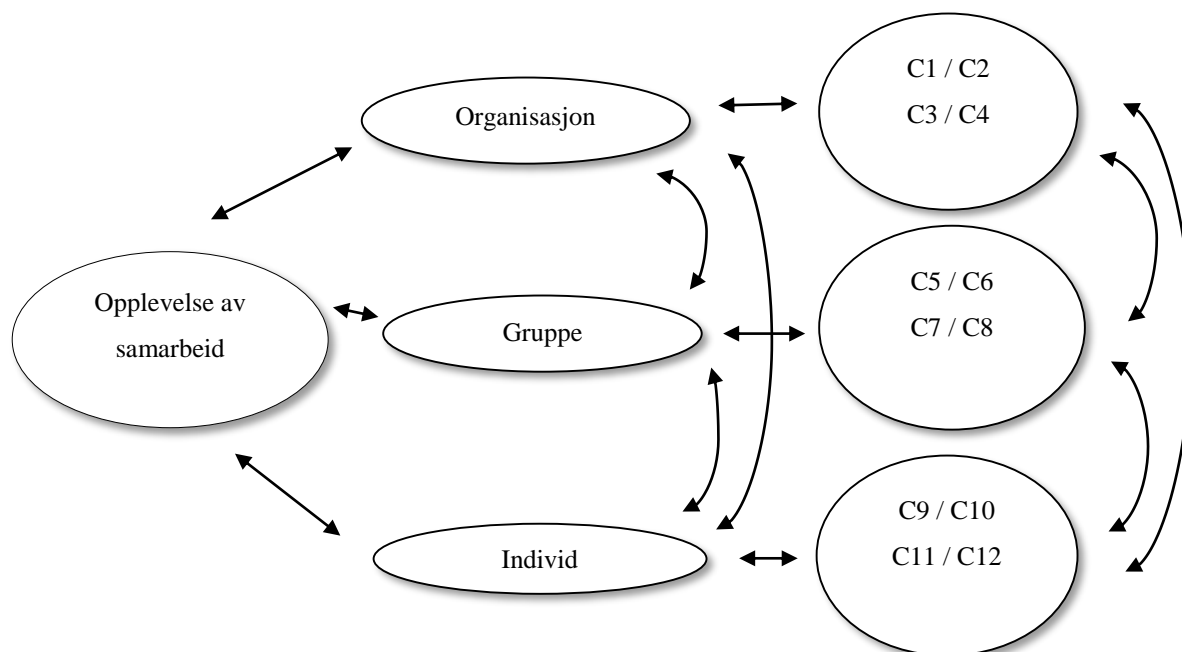 Opplevelse av
samarbeid
Organisasjon
Gruppe
Individ
C1 / C2
C3 / C4
C5 / C6
C7 / C8
C9 / C10
C11 / C12